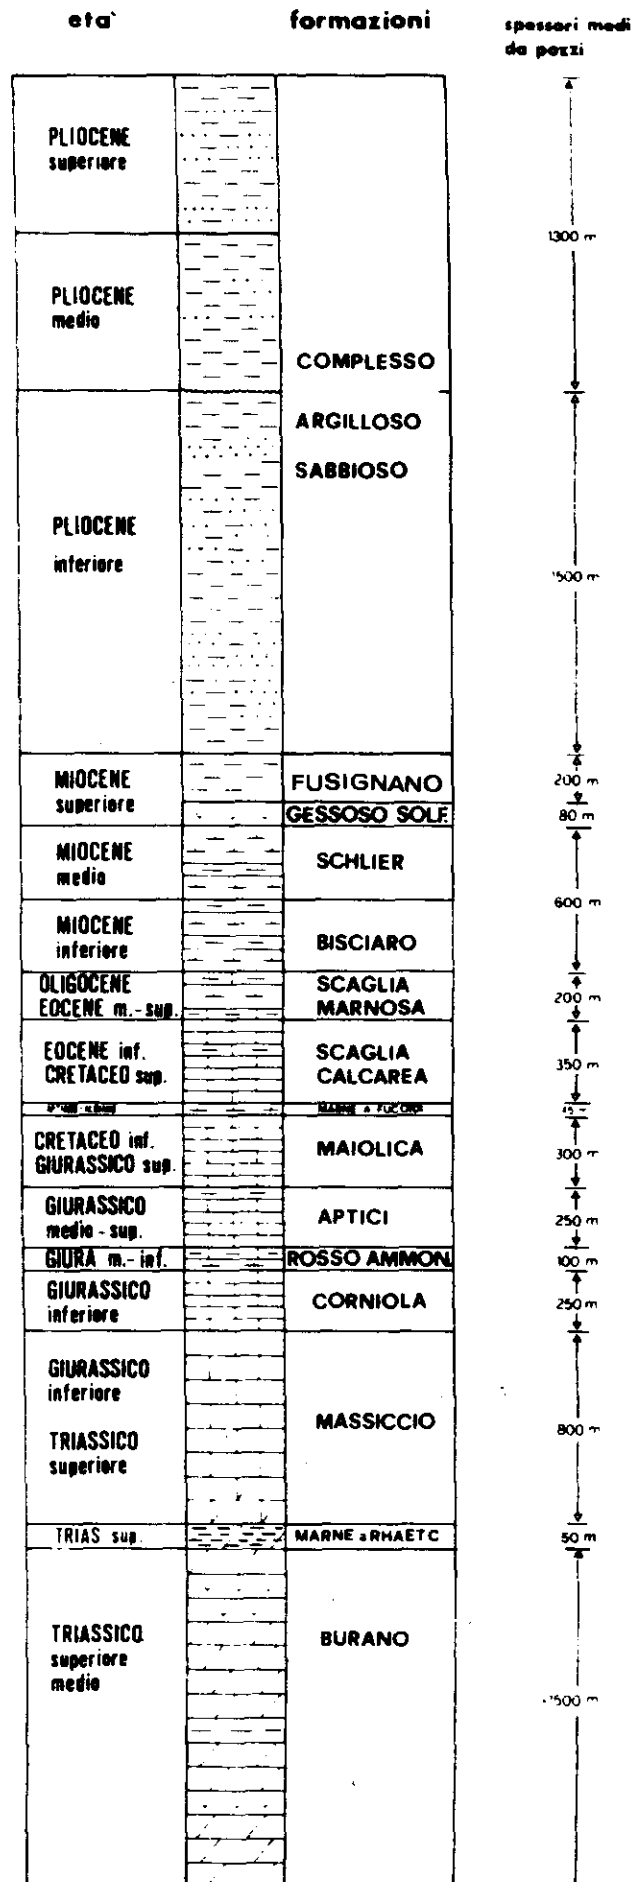 età formazioni spessori medi
da pozzi
PLIOCENE
superiore
1300 m
PLIOCENE
medio
COMPLESSO
ARGILLOSO
SABBIOSO
PLIOCENE
inferiore
1500 m
MIOCENE
superiore
FUSIGNANO
200 m
GESSOSO SOLF.
80 m
MIOCENE
medio
SCHLIER
600 m
MIOCENE
inferiore
BISCIARO
OLIGOCENE
EOCENE m.-sup.
SCAGLIA
MARNOSA
200 m
EOCENE inf.
CRETACEO sup.
SCAGLIA
CALCAREA
350 m
MARNE A FUCOIDI
CRETACEO inf.
GIURASSICO sup.
MAIOLICA
300 m
GIURASSICO
medio-sup.
APTICI
250 m
GIURA m.-inf.
ROSSO AMMON.
100 m
GIURASSICO
inferiore
CORNIOLA
250 m
GIURASSICO
inferiore
TRIASSICO
superiore
MASSICCIO
800 m
TRIAS sup.
MARNE a RHAET C
50 m
TRIASSICO
superiore
medio
BURANO
1500 m